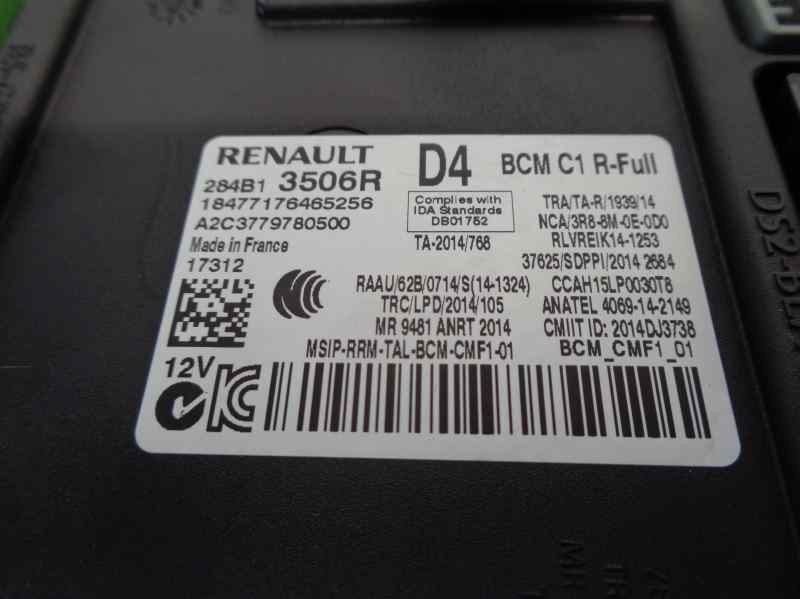 RENAULT D4 BCM C1 R-Full
284B1 3506R
18477176465256
A2C3779780500
Made in France
17312
Complies with
IDA Standards
DB01752
TA-2014/768
TRA/TA-R/1939/14
NCA/3R8-8M-0E-0D0
RLVREIK14-1253
37625/SDPPI/2014 2684
RAAU/62B/0714/S(14-1324) CCAH15LP0030T8
TRC/LPD/2014/105 ANATEL 4069-14-2149
MR 9481 ANRT 2014 CMIIT ID: 2014DJ3738
MSIP-RRM-TAL-BCM-CMF1-01 BCM_CMF1_01
12V